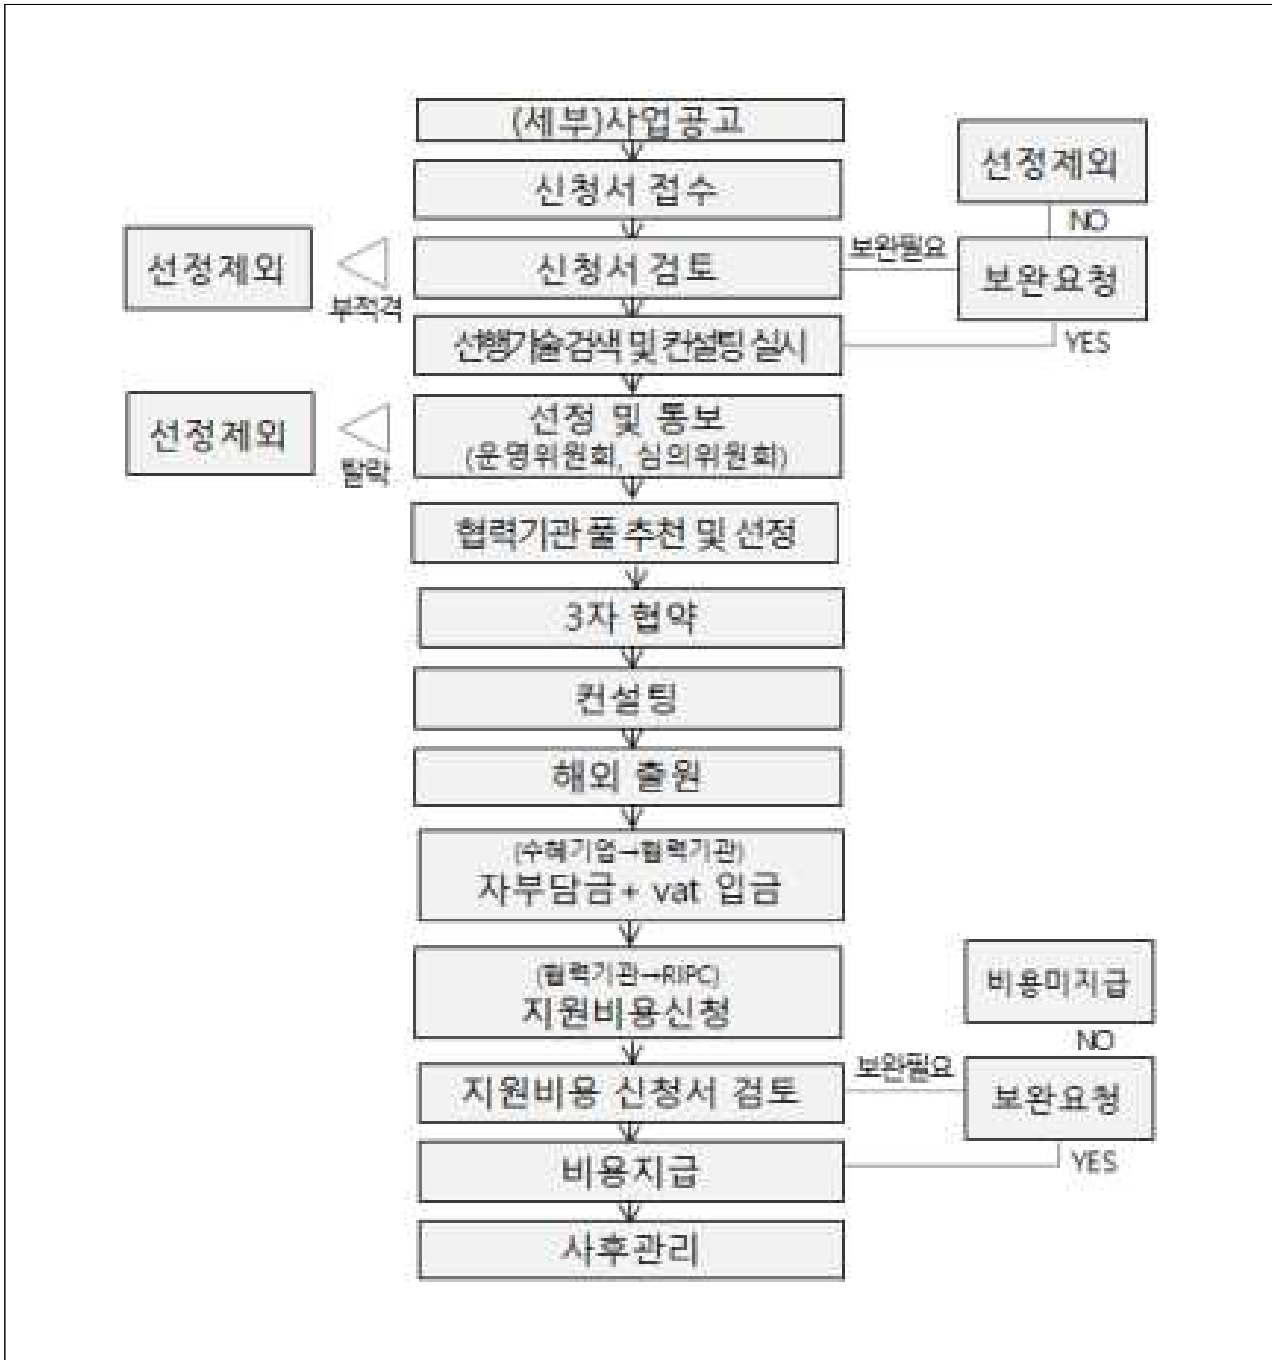 (세부)사업공고
선정제외
신청서 접수
NO
선정제외
신청서 검토
보완필요
보완요청
부적격
선행기술검색 및 컨설팅 실시
YES
선정제외
선정 및 통보
(운영위원회, 심의위원회)
탈락
협력기관 풀 추천 및 선정
3자 협약
컨설팅
해외 출원
(수혜기업→협력기관)
자부담금+ vat 입금
(협력기관→RIPC)
지원비용신청
비용미지급
NO
지원비용 신청서 검토
보완필요
보완요청
비용지급
YES
사후관리